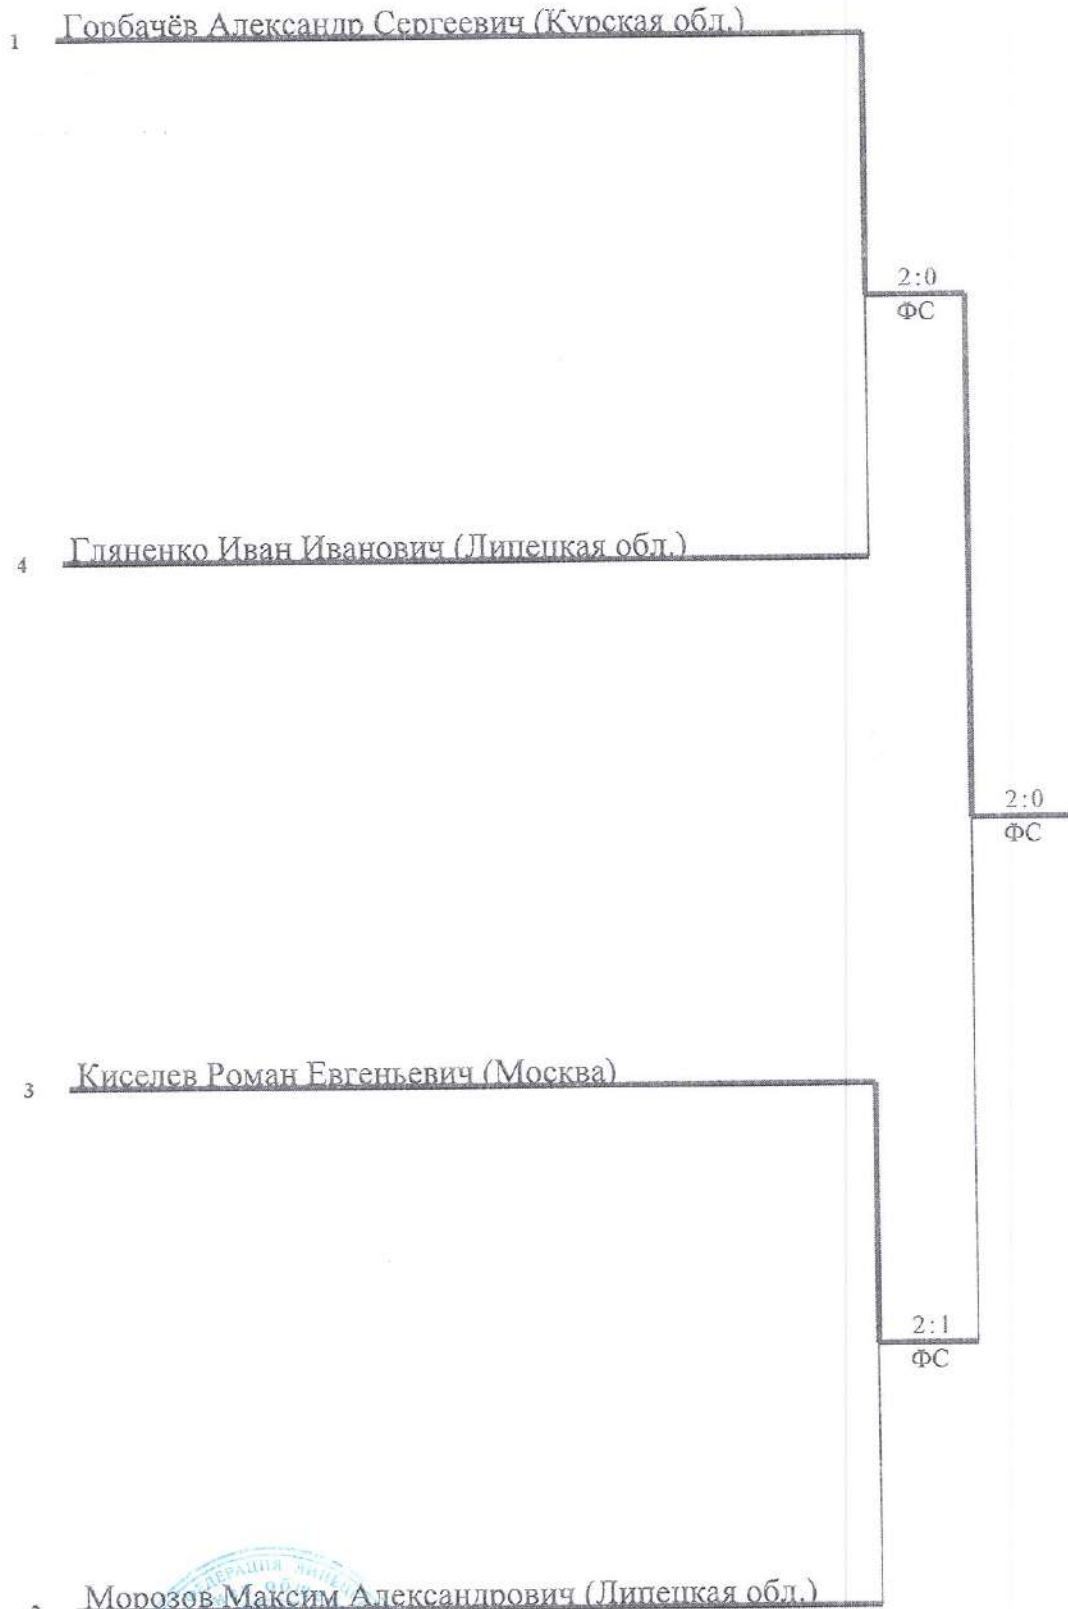 1 Горбачёв Александр Сергеевич (Курская обл.)
2:0
ФС
4 Гляненко Иван Иванович (Липецкая обл.)
2:0
ФС
3 Киселев Роман Евгеньевич (Москва)
2:1
ФС
Морозов Максим Александрович (Липецкая обл.)